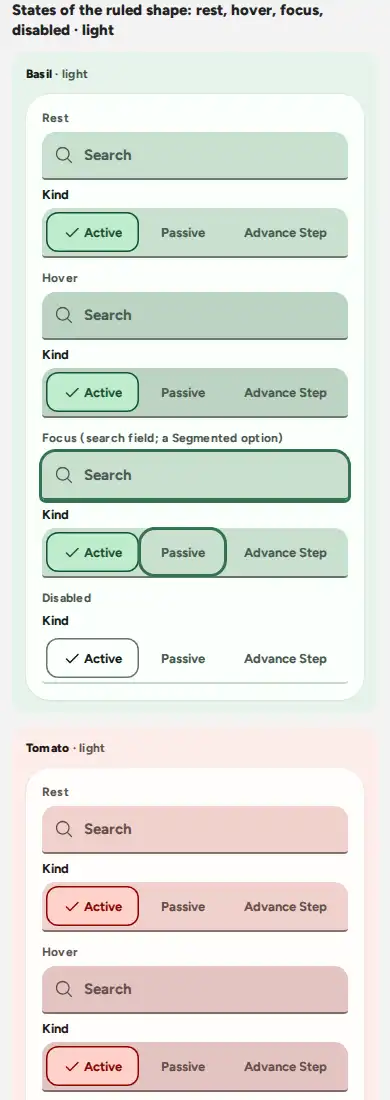 States of the ruled shape: rest, hover, focus,
disabled · light
Basil · light
Rest
Search
Kind
Active Passive Advance Step
Hover
Search
Kind
Active Passive Advance Step
Focus (search field; a Segmented option)
Search
Kind
Active Passive Advance Step
Disabled
Kind
Active Passive Advance Step
Tomato · light
Rest
Search
Kind
Active Passive Advance Step
Hover
Search
Kind
Active Passive Advance Step